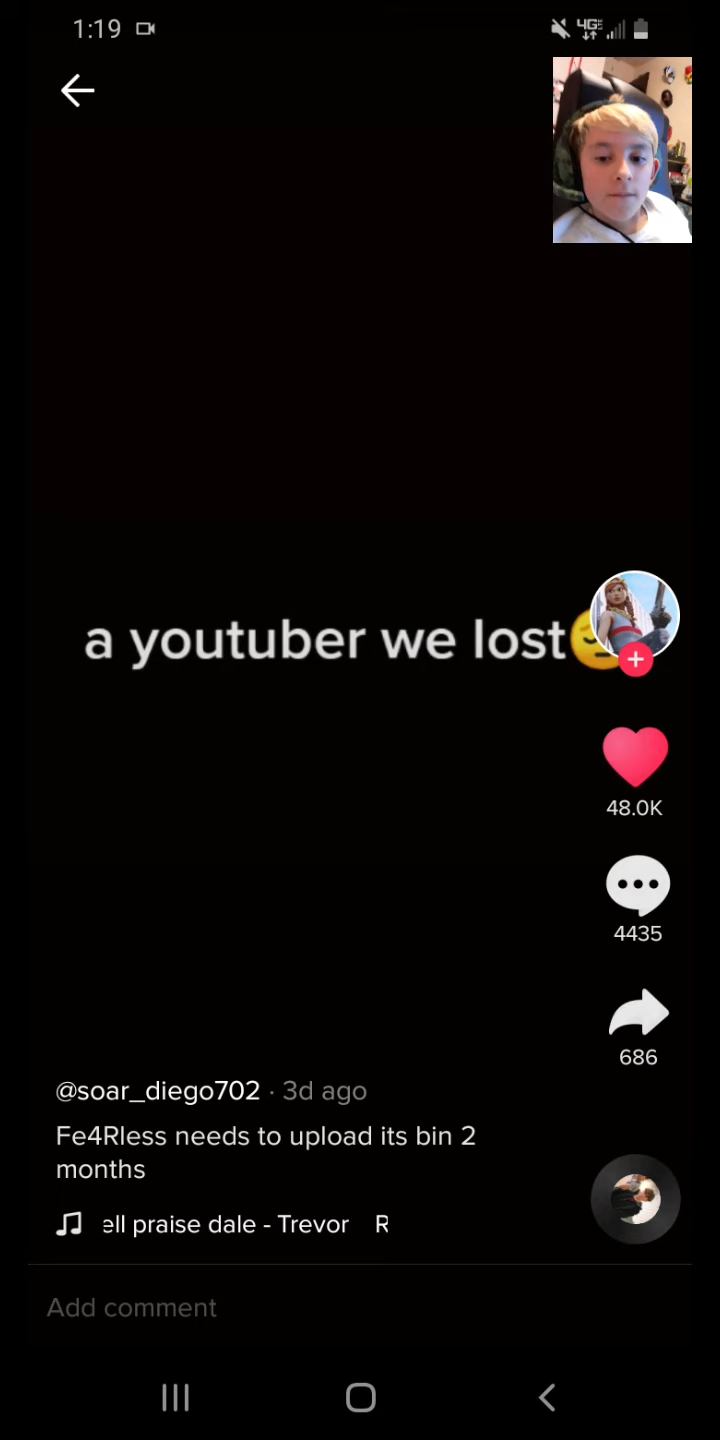 1:19
4GE
a youtuber we lost😔
48.0K
4435
686
@soar_diego702 · 3d ago
Fe4Rless needs to upload its bin 2
months
ell praise dale - Trevor R
Add comment